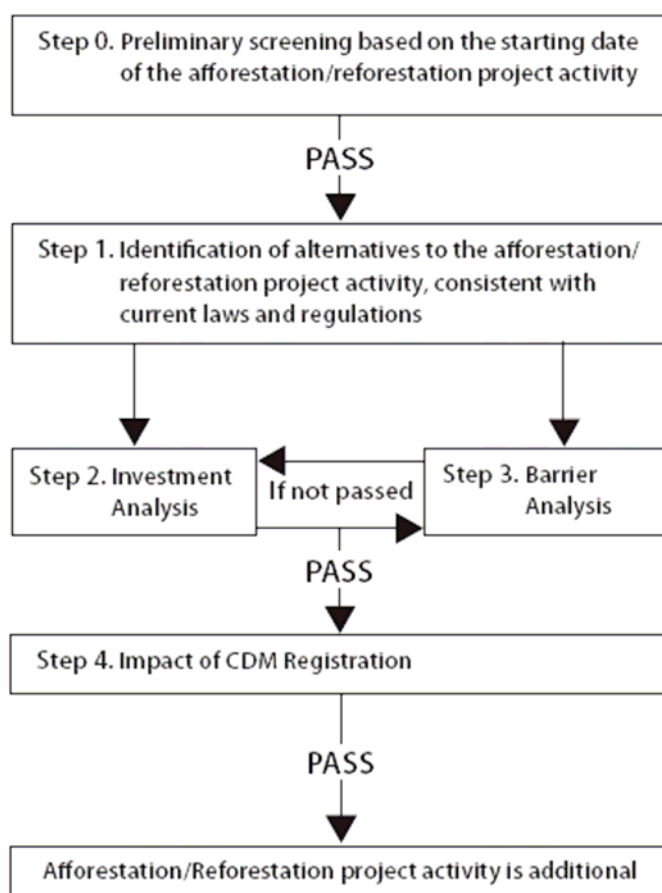 Step 0. Preliminary screening based on the starting date
of the afforestation/reforestation project activity
PASS
Step 1. Identification of alternatives to the afforestation/
reforestation project activity, consistent with
current laws and regulations
Step 2. Investment
Analysis
If not passed
Step 3. Barrier
Analysis
PASS
Step 4. Impact of CDM Registration
PASS
Afforestation/Reforestation project activity is additional